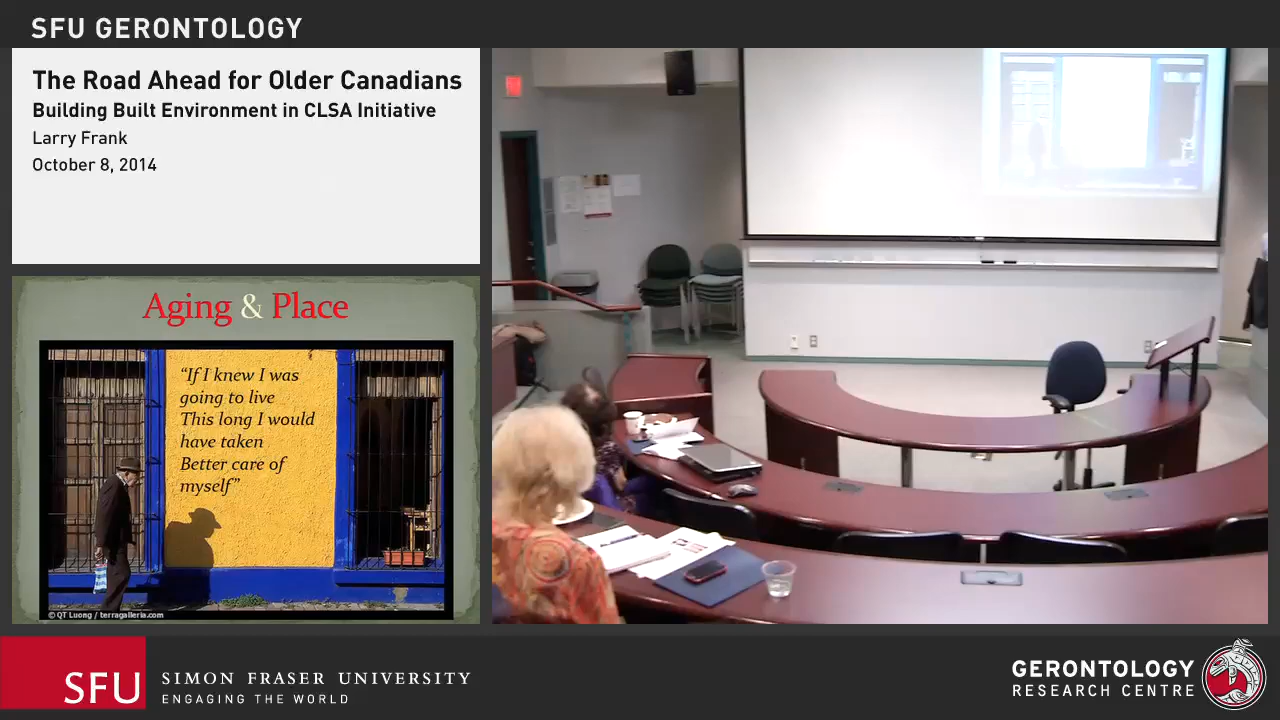 SFU GERONTOLOGY
The Road Ahead for Older Canadians
Building Built Environment in CLSA Initiative
Larry Frank
October 8, 2014
Aging & Place
“If I knew I was
going to live
This long I would
have taken
Better care of
myself”
© QT Luong / terragalleria.com
SFU
SIMON FRASER UNIVERSITY
ENGAGING THE WORLD
GERONTOLOGY
RESEARCH CENTRE